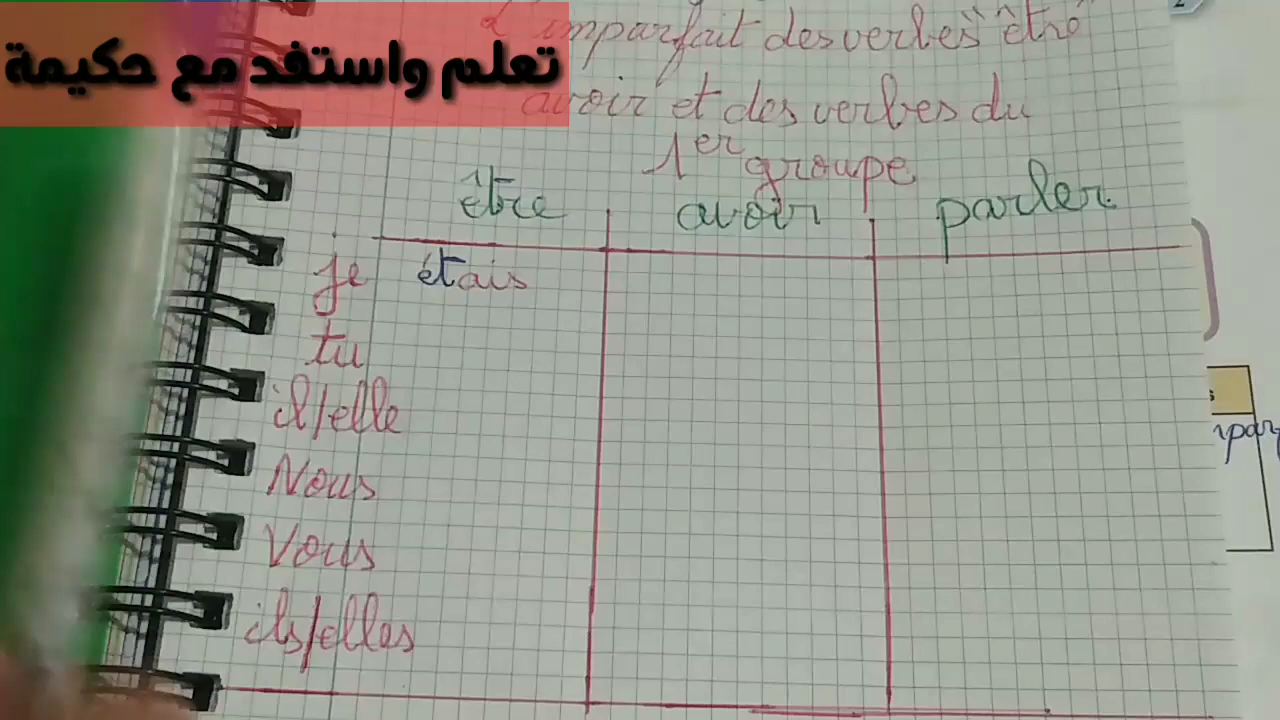 تعلم واستفد مع حكيمة
L'imparfait des verbes "être"
avoir et des verbes du
1er groupe
être avoir parler
je étais
tu
il/elle
Nous
Vous
ils/elles